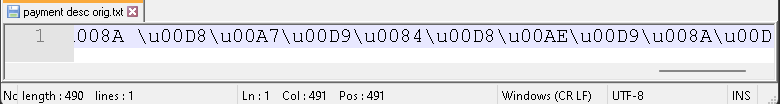 payment desc orig.txt
1 008A \u00D8\u00A7\u00D9\u0084\u00D8\u00AE\u00D9\u008A\u00D
Nc length : 490 lines : 1 Ln : 1 Col : 491 Pos : 491 Windows (CR LF) UTF-8 INS